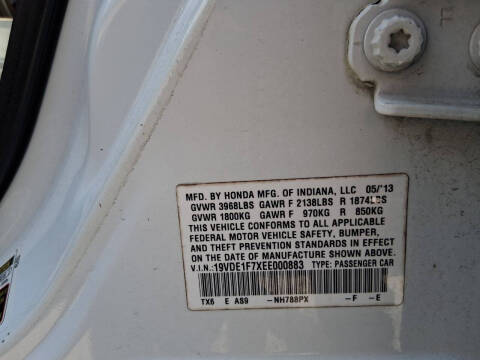 F
MFD. BY HONDA MFG. OF INDIANA, LLC 05/'13
GVWR 3968LBS GAWR F 2138LBS R 1874LBS
GVWR 1800KG GAWR F 970KG R 850KG
THIS VEHICLE CONFORMS TO ALL APPLICABLE
FEDERAL MOTOR VEHICLE SAFETY, BUMPER,
AND THEFT PREVENTION STANDARDS IN EFFECT
ON THE DATE OF MANUFACTURE SHOWN ABOVE.
V.I.N.: 19VDE1F7XEE000883 TYPE: PASSENGER CAR
TX6 E AS9 -NH788PX -F -E